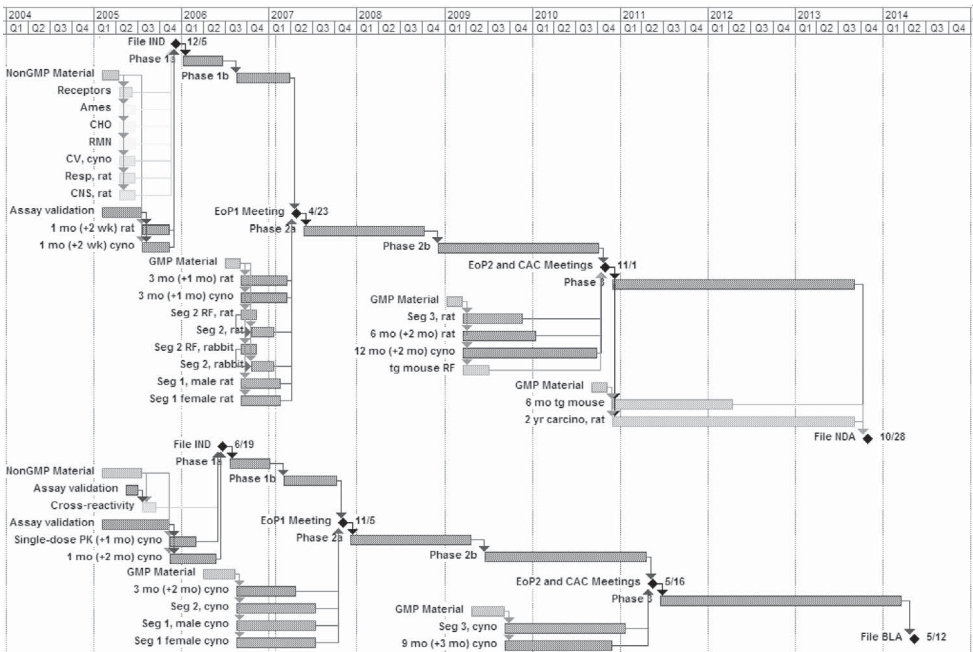 2004 2005 2006 2007 2008 2009 2010 2011 2012 2013 2014
Q1 Q2 Q3 Q4 Q1 Q2 Q3 Q4 Q1 Q2 Q3 Q4 Q1 Q2 Q3 Q4 Q1 Q2 Q3 Q4 Q1 Q2 Q3 Q4 Q1 Q2 Q3 Q4 Q1 Q2 Q3 Q4 Q1 Q2 Q3 Q4 Q1 Q2 Q3 Q4 Q1 Q2 Q3 Q4
File IND 12/5
Phase 1a
NonGMP Material Phase 1b
Receptors
Ames
CHO
RMN
CV, cyno
Resp, rat
CNS, rat
Assay validation EoP1 Meeting 4/23
1 mo (+2 wk) rat Phase 2a
1 mo (+2 wk) cyno Phase 2b
GMP Material EoP2 and CAC Meetings 11/1
3 mo (+1 mo) rat Phase 3
3 mo (+1 mo) cyno GMP Material
Seg 2 RF, rat Seg 3, rat
Seg 2, rat 6 mo (+2 mo) rat
Seg 2 RF, rabbit 12 mo (+2 mo) cyno
Seg 2, rabbit tg mouse RF
Seg 1, male rat GMP Material
Seg 1 female rat 6 mo tg mouse
2 yr carcino, rat
File NDA 10/28
File IND 6/19
Phase 1a
NonGMP Material Phase 1b
Assay validation
Cross-reactivity
Assay validation EoP1 Meeting 11/5
Single-dose PK (+1 mo) cyno Phase 2a
1 mo (+2 mo) cyno Phase 2b
GMP Material EoP2 and CAC Meetings 5/16
3 mo (+2 mo) cyno Phase 3
Seg 2, cyno GMP Material
Seg 1, male cyno Seg 3, cyno
Seg 1 female cyno 9 mo (+3 mo) cyno
File BLA 5/12